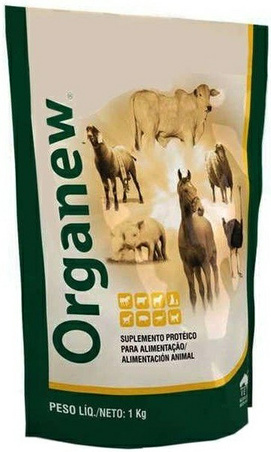 Organew®
SUPLEMENTO PROTÉICO
PARA ALIMENTAÇÃO/
ALIMENTACIÓN ANIMAL
PESO LÍQ./NETO: 1 Kg